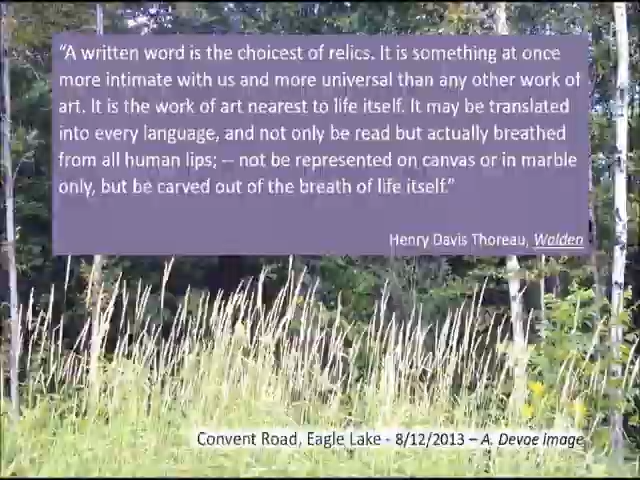 “A written word is the choicest of relics. It is something at once
more intimate with us and more universal than any other work of
art. It is the work of art nearest to life itself. It may be translated
into every language, and not only be read but actually breathed
from all human lips; -- not be represented on canvas or in marble
only, but be carved out of the breath of life itself.”
Henry Davis Thoreau, Walden
Convent Road, Eagle Lake - 8/12/2013 – A. Devoe image